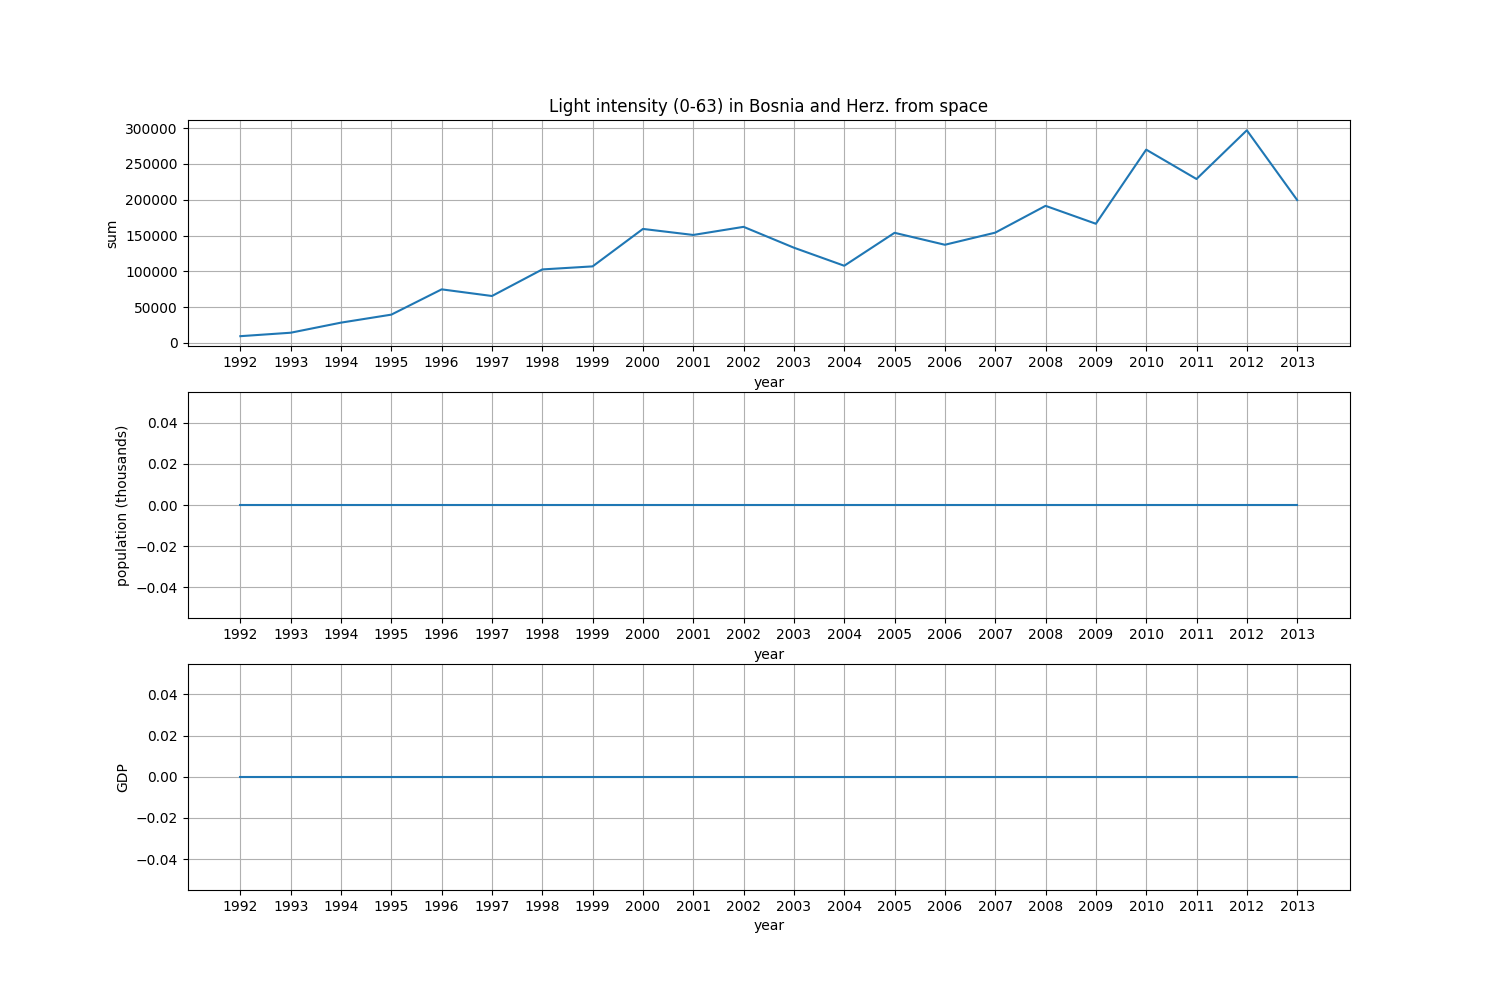 Light intensity (0-63) in Bosnia and Herz. from space
300000
250000
200000
150000
100000
50000
0
sum
1992 1993 1994 1995 1996 1997 1998 1999 2000 2001 2002 2003 2004 2005 2006 2007 2008 2009 2010 2011 2012 2013
year
0.04
0.02
0.00
−0.02
−0.04
population (thousands)
1992 1993 1994 1995 1996 1997 1998 1999 2000 2001 2002 2003 2004 2005 2006 2007 2008 2009 2010 2011 2012 2013
year
0.04
0.02
0.00
−0.02
−0.04
GDP
1992 1993 1994 1995 1996 1997 1998 1999 2000 2001 2002 2003 2004 2005 2006 2007 2008 2009 2010 2011 2012 2013
year